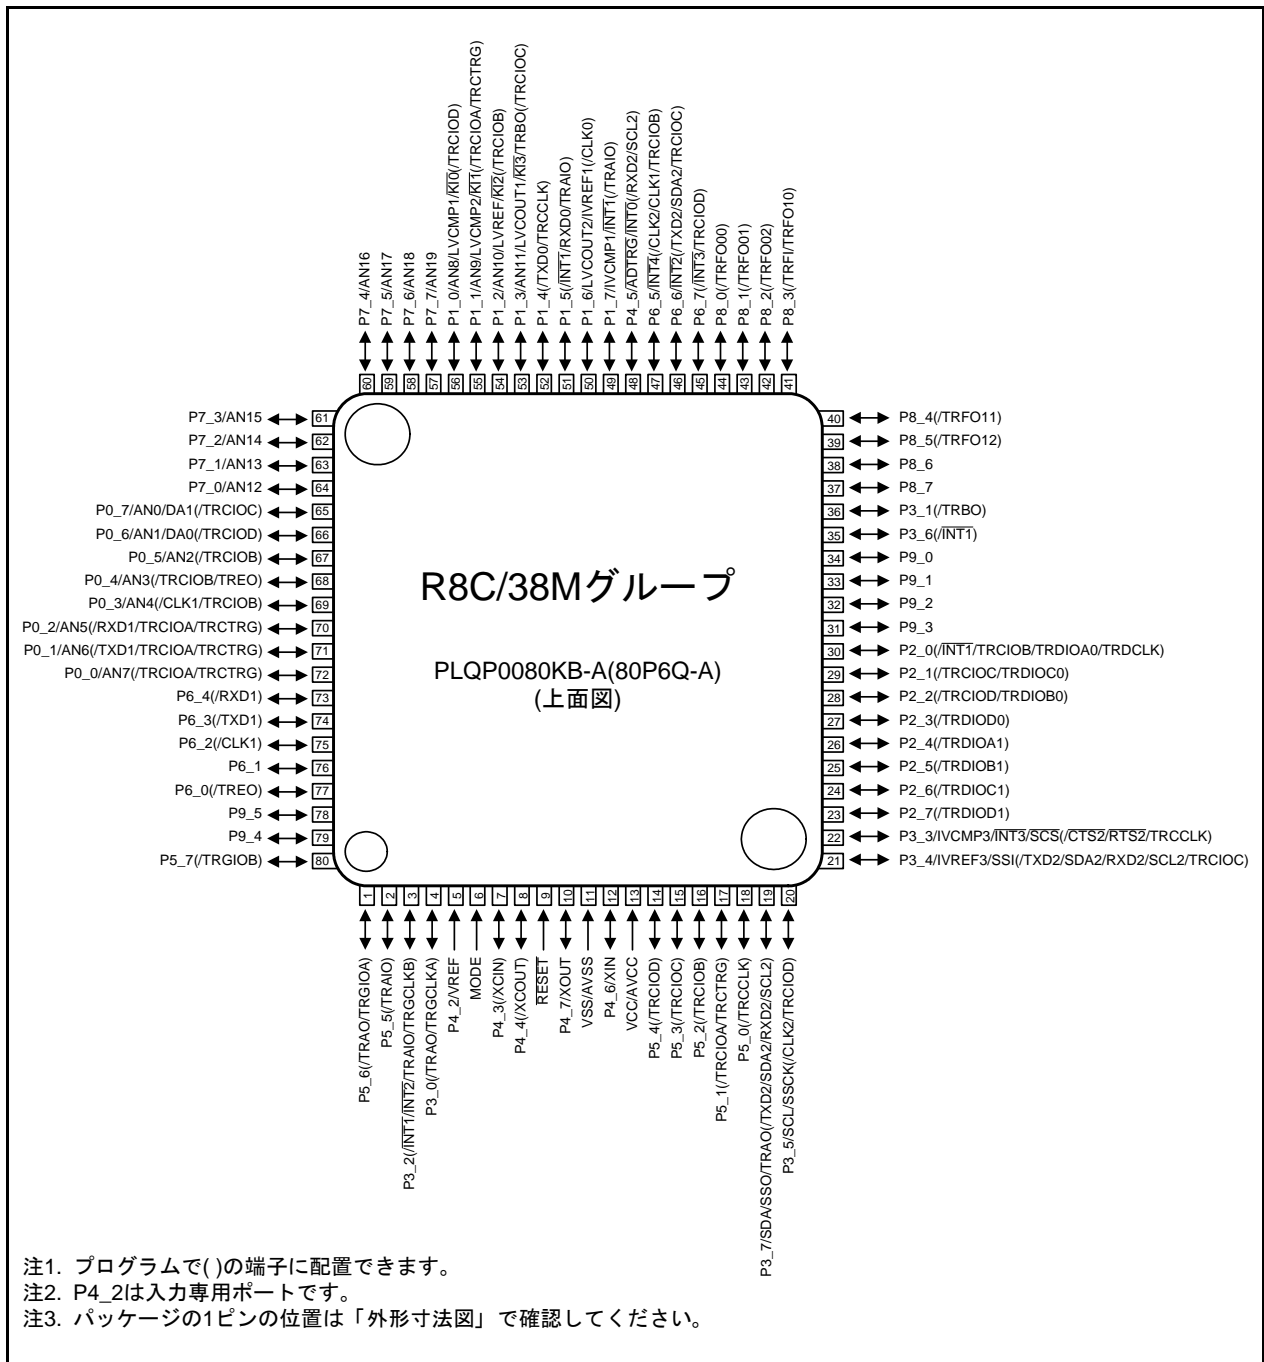 P7_4/AN16
P7_5/AN17
P7_6/AN18
P7_7/AN19
P1_0/AN8/LVCMP1/KI0(/TRCIOD)
P1_1/AN9/LVCMP2/KI1(/TRCIOA/TRCTRG)
P1_2/AN10/LVREF/KI2(/TRCIOB)
P1_3/AN11/LVCOUT1/KI3/TRBO(/TRCIOC)
P1_4(/TXD0/TRCCLK)
P1_5(/INT1/RXD0/TRAIO)
P1_6/LVCOUT2/IVREF1(/CLK0)
P1_7/IVCMP1/INT1(/TRAIO)
P4_5/ADTRG/INT0(/RXD2/SCL2)
P6_5/INT4(/CLK2/CLK1/TRCIOB)
P6_6/INT2(/TXD2/SDA2/TRCIOC)
P6_7(/INT3/TRCIOD)
P8_0(/TRFO00)
P8_1(/TRFO01)
P8_2(/TRFO02)
P8_3(/TRFI/TRFO10)
60 59 58 57 56 55 54 53 52 51 50 49 48 47 46 45 44 43 42 41
P7_3/AN15 61
P7_2/AN14 62
P7_1/AN13 63
P7_0/AN12 64
P0_7/AN0/DA1(/TRCIOC) 65
P0_6/AN1/DA0(/TRCIOD) 66
P0_5/AN2(/TRCIOB) 67
P0_4/AN3(/TRCIOB/TREO) 68
P0_3/AN4(/CLK1/TRCIOB) 69
P0_2/AN5(/RXD1/TRCIOA/TRCTRG) 70
P0_1/AN6(/TXD1/TRCIOA/TRCTRG) 71
P0_0/AN7(/TRCIOA/TRCTRG) 72
P6_4(/RXD1) 73
P6_3(/TXD1) 74
P6_2(/CLK1) 75
P6_1 76
P6_0(/TREO) 77
P9_5 78
P9_4 79
P5_7(/TRGIOB) 80
R8C/38Mグループ
PLQP0080KB-A(80P6Q-A)
(上面図)
40 P8_4(/TRFO11)
39 P8_5(/TRFO12)
38 P8_6
37 P8_7
36 P3_1(/TRBO)
35 P3_6(/INT1)
34 P9_0
33 P9_1
32 P9_2
31 P9_3
30 P2_0(/INT1/TRCIOB/TRDIOA0/TRDCLK)
29 P2_1(/TRCIOC/TRDIOC0)
28 P2_2(/TRCIOD/TRDIOB0)
27 P2_3(/TRDIOD0)
26 P2_4(/TRDIOA1)
25 P2_5(/TRDIOB1)
24 P2_6(/TRDIOC1)
23 P2_7(/TRDIOD1)
22 P3_3/IVCMP3/INT3/SCS(/CTS2/RTS2/TRCCLK)
21 P3_4/IVREF3/SSI(/TXD2/SDA2/RXD2/SCL2/TRCIOC)
1 2 3 4 5 6 7 8 9 10 11 12 13 14 15 16 17 18 19 20
P5_6(/TRAO/TRGIOA)
P5_5(/TRAIO)
P3_2(/INT1/INT2/TRAIO/TRGCLKB)
P3_0(/TRAO/TRGCLKA)
P4_2/VREF
MODE
P4_3(/XCIN)
P4_4(/XCOUT)
RESET
P4_7/XOUT
VSS/AVSS
P4_6/XIN
VCC/AVCC
P5_4(/TRCIOD)
P5_3(/TRCIOC)
P5_2(/TRCIOB)
P5_1(/TRCIOA/TRCTRG)
P5_0(/TRCCLK)
P3_7/SDA/SSO/TRAO(/TXD2/SDA2/RXD2/SCL2)
P3_5/SCL/SSCK(/CLK2/TRCIOD)
注1. プログラムで( )の端子に配置できます。
注2. P4_2は入力専用ポートです。
注3. パッケージの1ピンの位置は「外形寸法図」で確認してください。